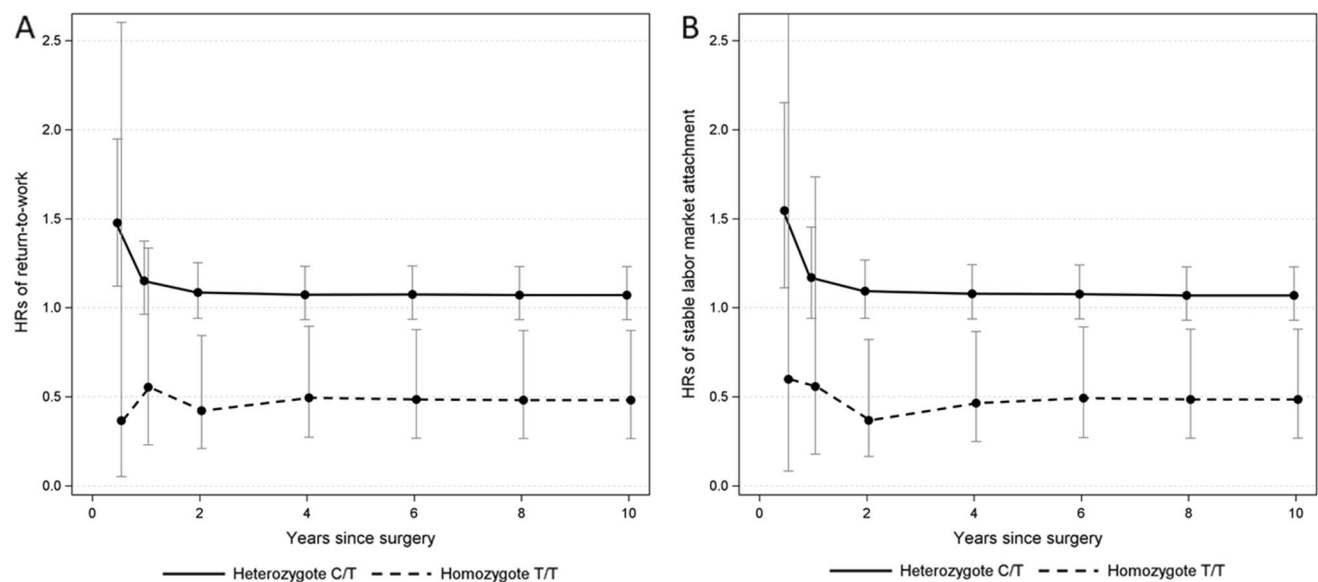 A
HRs of return-to-work
2.5
2.0
1.5
1.0
0.5
0.0
0 2 4 6 8 10
Years since surgery
Heterozygote C/T Homozygote T/T
B
HRs of stable labor market attachment
2.5
2.0
1.5
1.0
0.5
0.0
0 2 4 6 8 10
Years since surgery
Heterozygote C/T Homozygote T/T